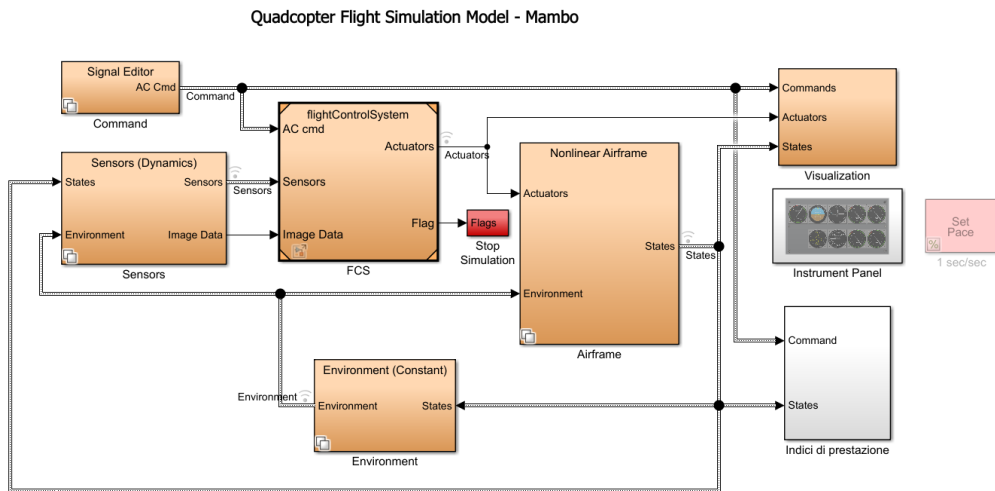 Quadcopter Flight Simulation Model - Mambo
Signal Editor
AC Cmd
Command
Command
flightControlSystem
AC cmd
Actuators
Sensors
Flag
Image Data
FCS
Actuators
Sensors (Dynamics)
States
Sensors
Environment
Image Data
Sensors
Sensors
Flags
Stop
Simulation
Nonlinear Airframe
Actuators
States
Environment
Airframe
States
Commands
Actuators
States
Visualization
Instrument Panel
Set
Pace
1 sec/sec
Environment (Constant)
Environment
States
Environment
Environment
Command
States
Indici di prestazione